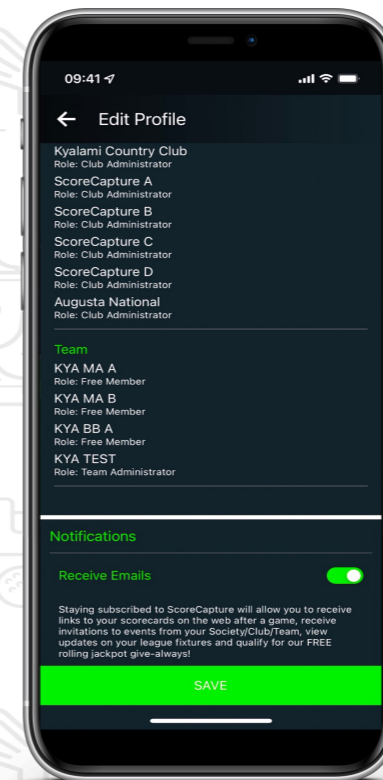 09:41
Edit Profile
Kyalami Country Club
Role: Club Administrator
ScoreCapture A
Role: Club Administrator
ScoreCapture B
Role: Club Administrator
ScoreCapture C
Role: Club Administrator
ScoreCapture D
Role: Club Administrator
Augusta National
Role: Club Administrator
Team
KYA MA A
Role: Free Member
KYA MA B
Role: Free Member
KYA BB A
Role: Free Member
KYA TEST
Role: Team Administrator
Notifications
Receive Emails
Staying subscribed to ScoreCapture will allow you to receive
links to your scorecards on the web after a game, receive
invitations to events from your Society/Club/Team, view
updates on your league fixtures and qualify for our FREE
rolling jackpot give-always!
SAVE